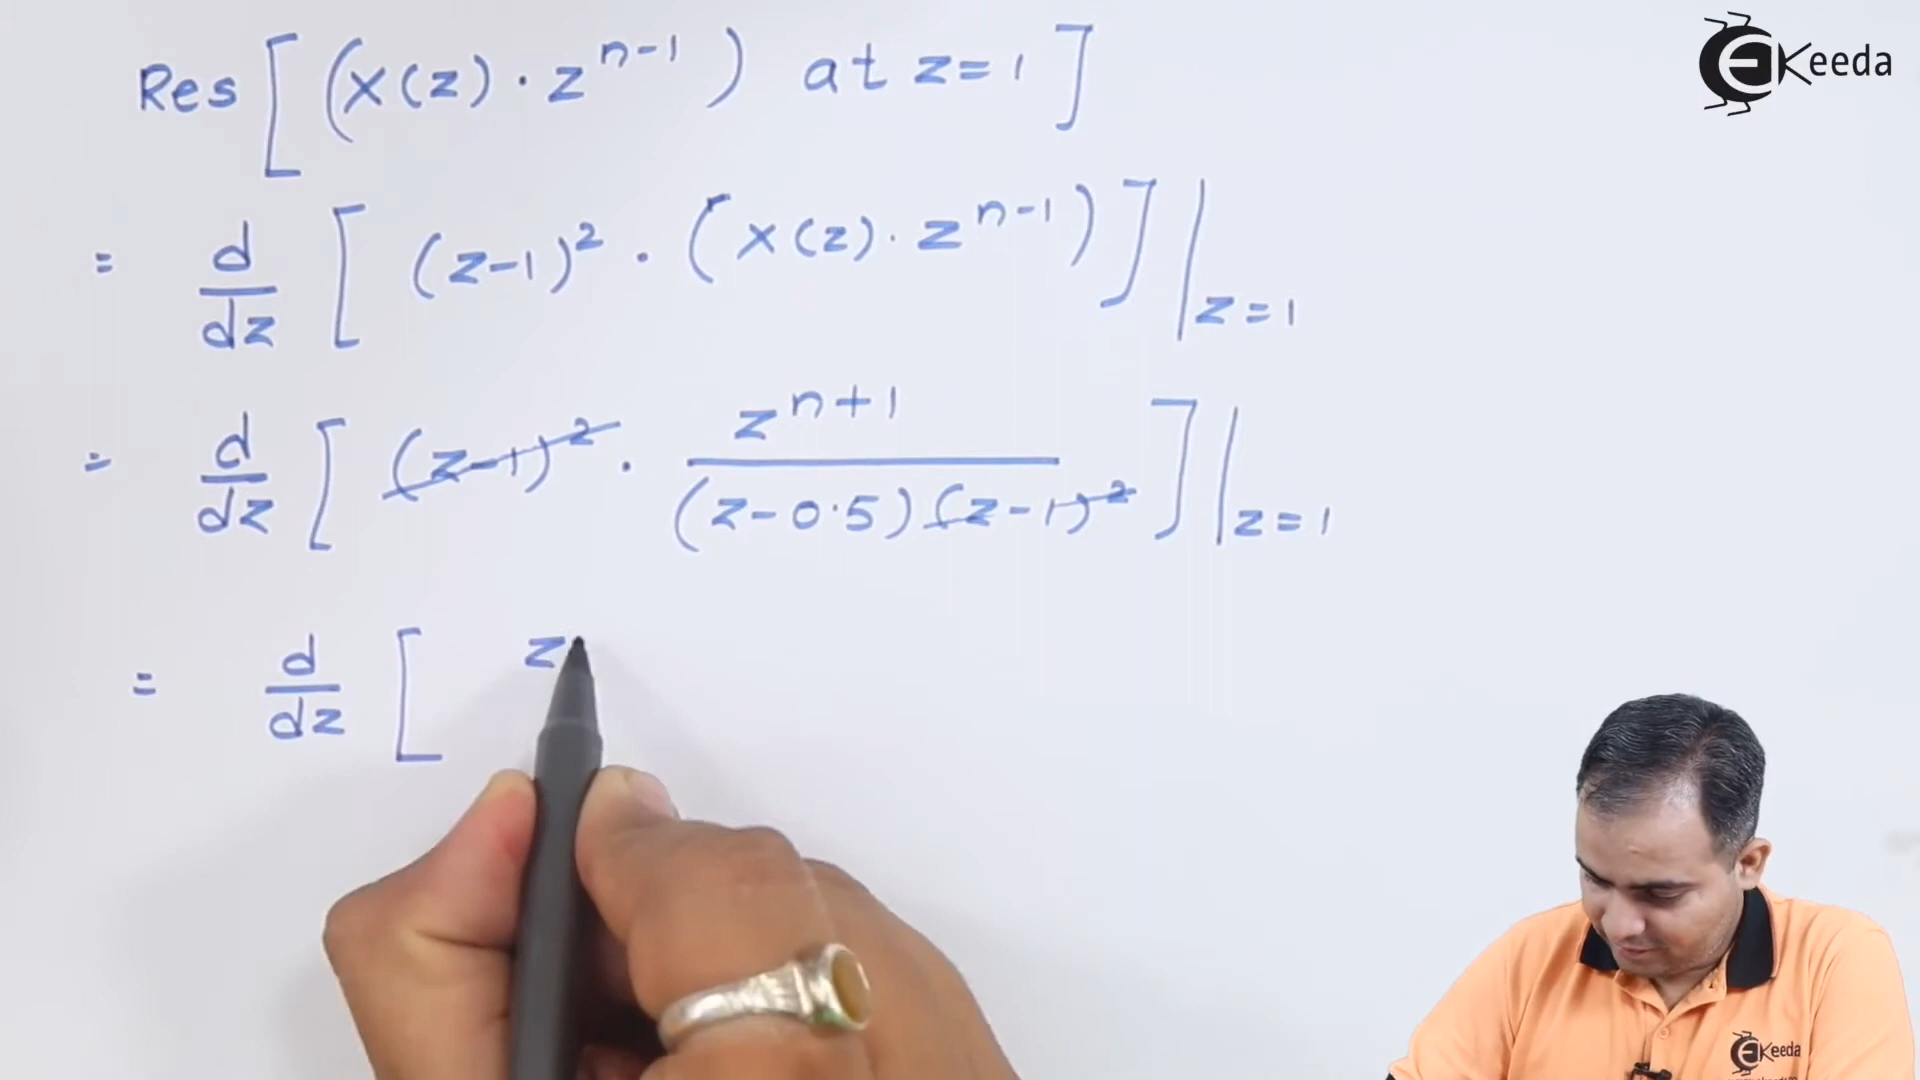 Res [ (X(z) · z^{n-1}) at z=1 ]
EKeeda
= d/dz [ (z-1)^2 · (X(z) · z^{n-1}) ] |_{z=1}
= d/dz [ (z-1)^2 · z^{n+1} / (z-0.5)(z-1)^2 ] |_{z=1}
= d/dz [ z
EKeeda